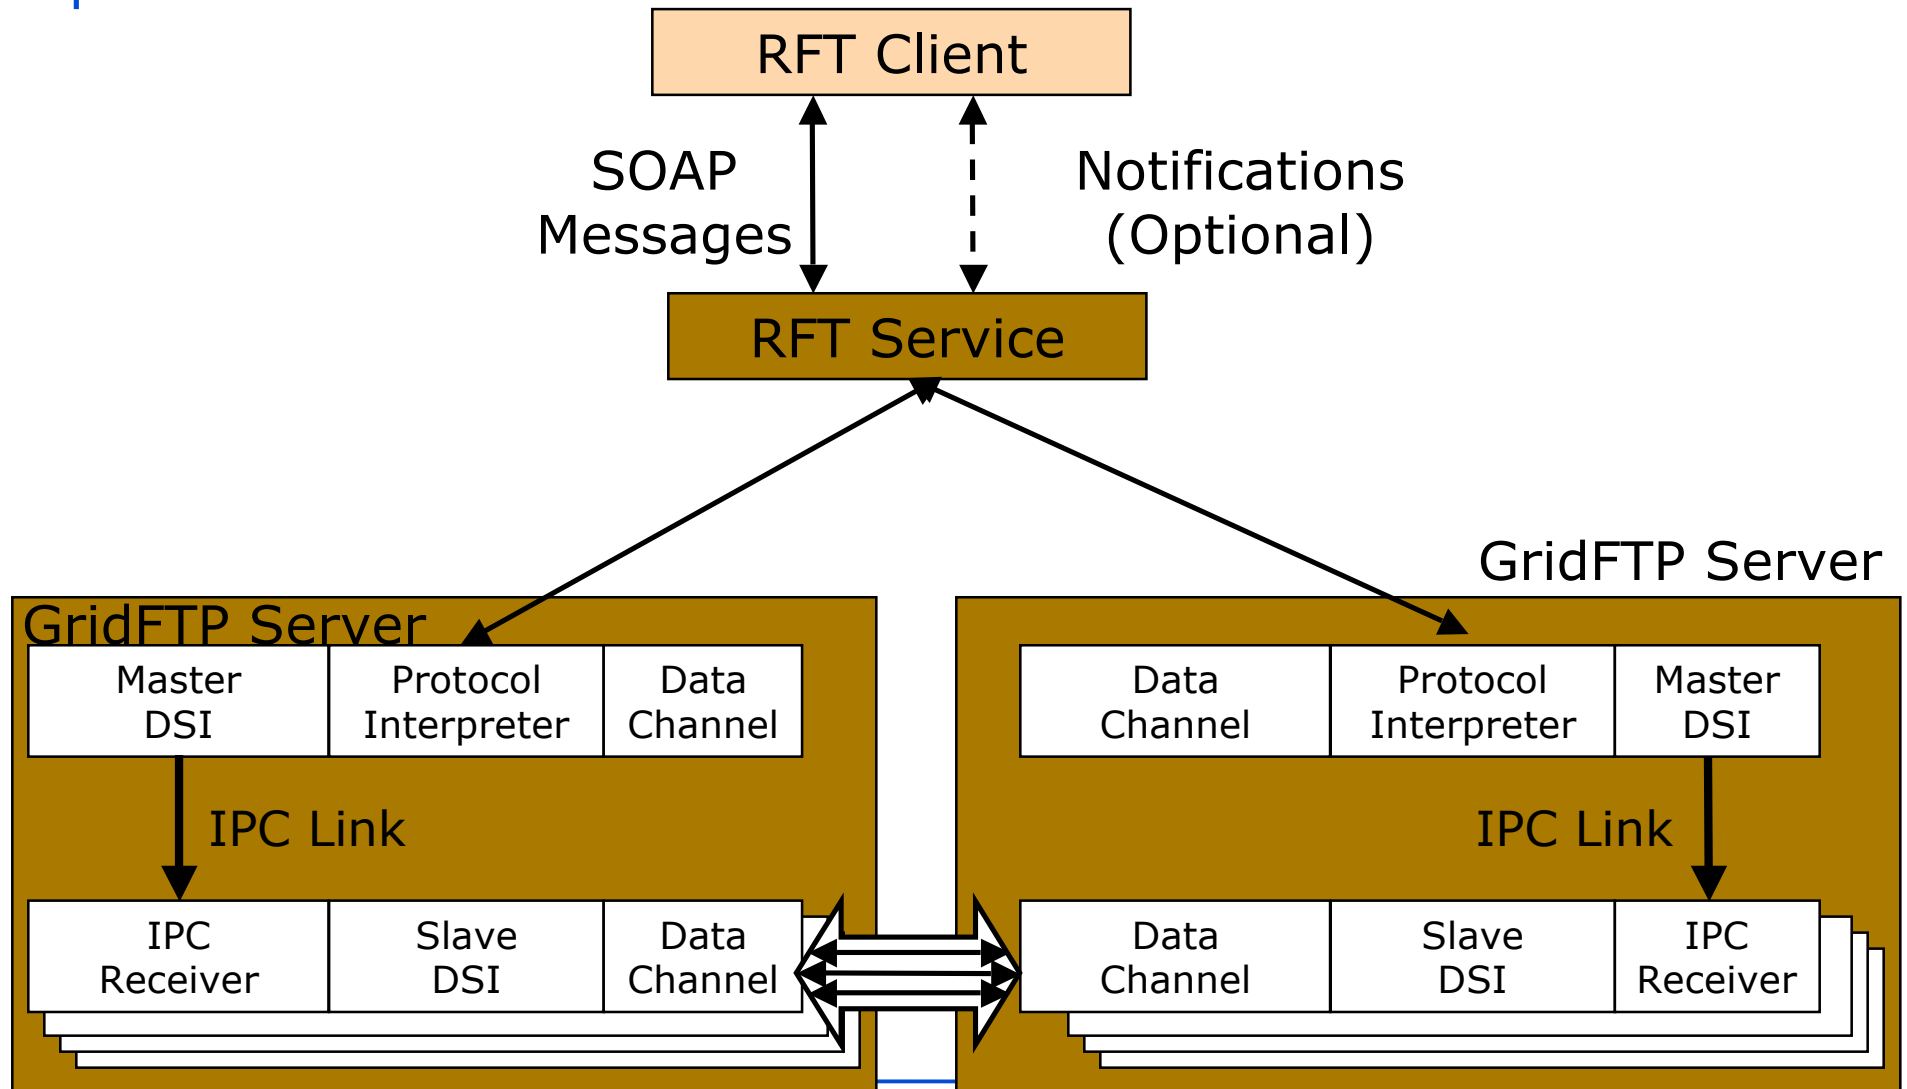 RFT Client
SOAP
Messages
Notifications
(Optional)
RFT Service
GridFTP Server
GridFTP Server
Master
DSI
Protocol
Interpreter
Data
Channel
Data
Channel
Protocol
Interpreter
Master
DSI
IPC Link
IPC Link
IPC
Receiver
Slave
DSI
Data
Channel
Data
Channel
Slave
DSI
IPC
Receiver